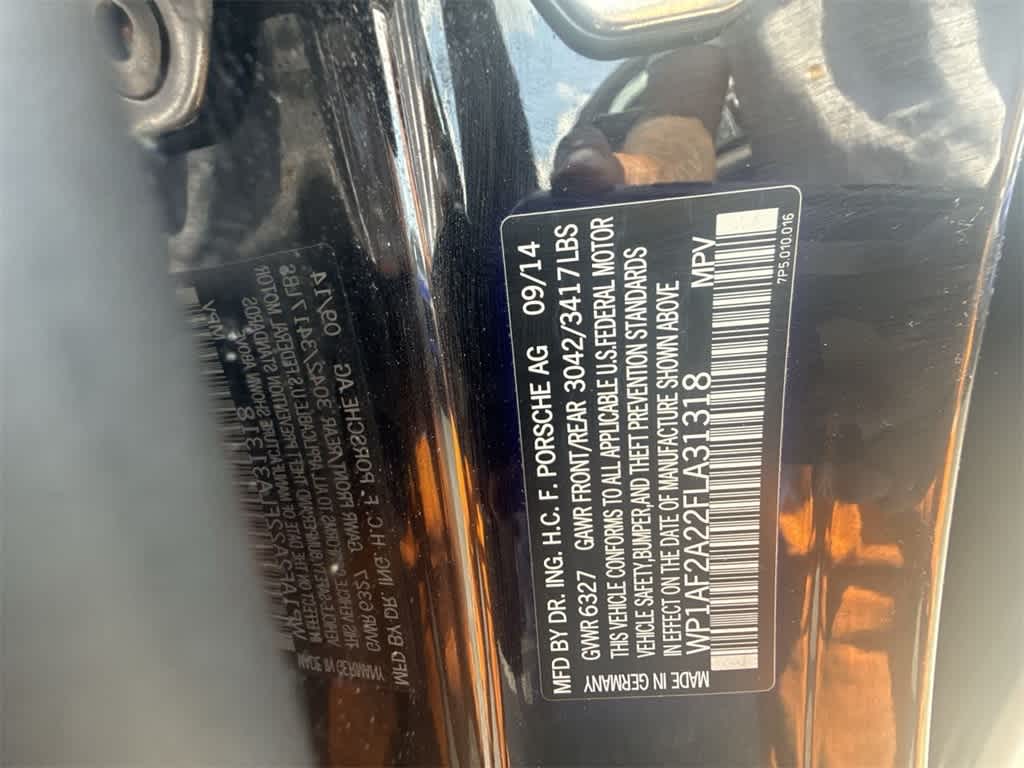 MFD BY DR. ING. H.C. F. PORSCHE AG 09/14
GWVR 6327 GAWR FRONT/REAR 3042/3417 LBS
THIS VEHICLE CONFORMS TO ALL APPLICABLE U.S.FEDERAL MOTOR
VEHICLE SAFETY,BUMPER,AND THEFT PREVENTION STANDARDS
IN EFFECT ON THE DATE OF MANUFACTURE SHOWN ABOVE
WP1AF2A22FLA31318 MPV
MADE IN GERMANY
7P5.010.016